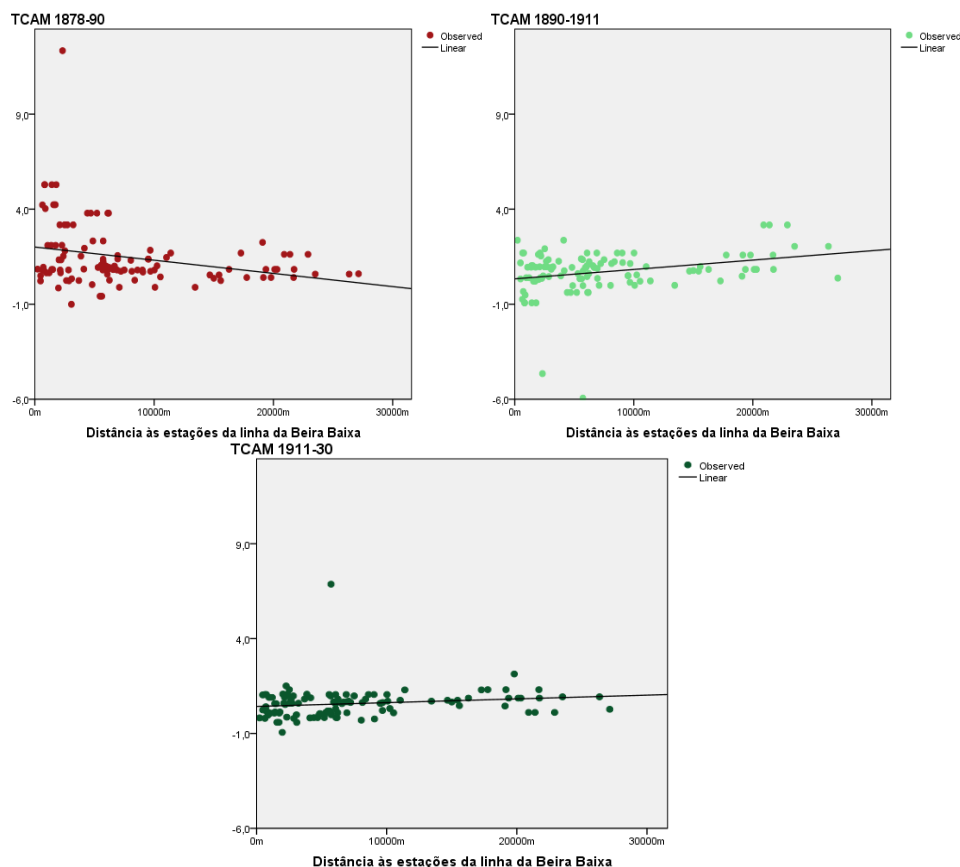 TCAM 1878-90
Observed
Linear
9,0
4,0
-1,0
-6,0
0m 10000m 20000m 30000m
Distância às estações da linha da Beira Baixa
TCAM 1890-1911
Observed
Linear
9,0
4,0
-1,0
-6,0
0m 10000m 20000m 30000m
Distância às estações da linha da Beira Baixa
TCAM 1911-30
Observed
Linear
9,0
4,0
-1,0
-6,0
0m 10000m 20000m 30000m
Distância às estações da linha da Beira Baixa